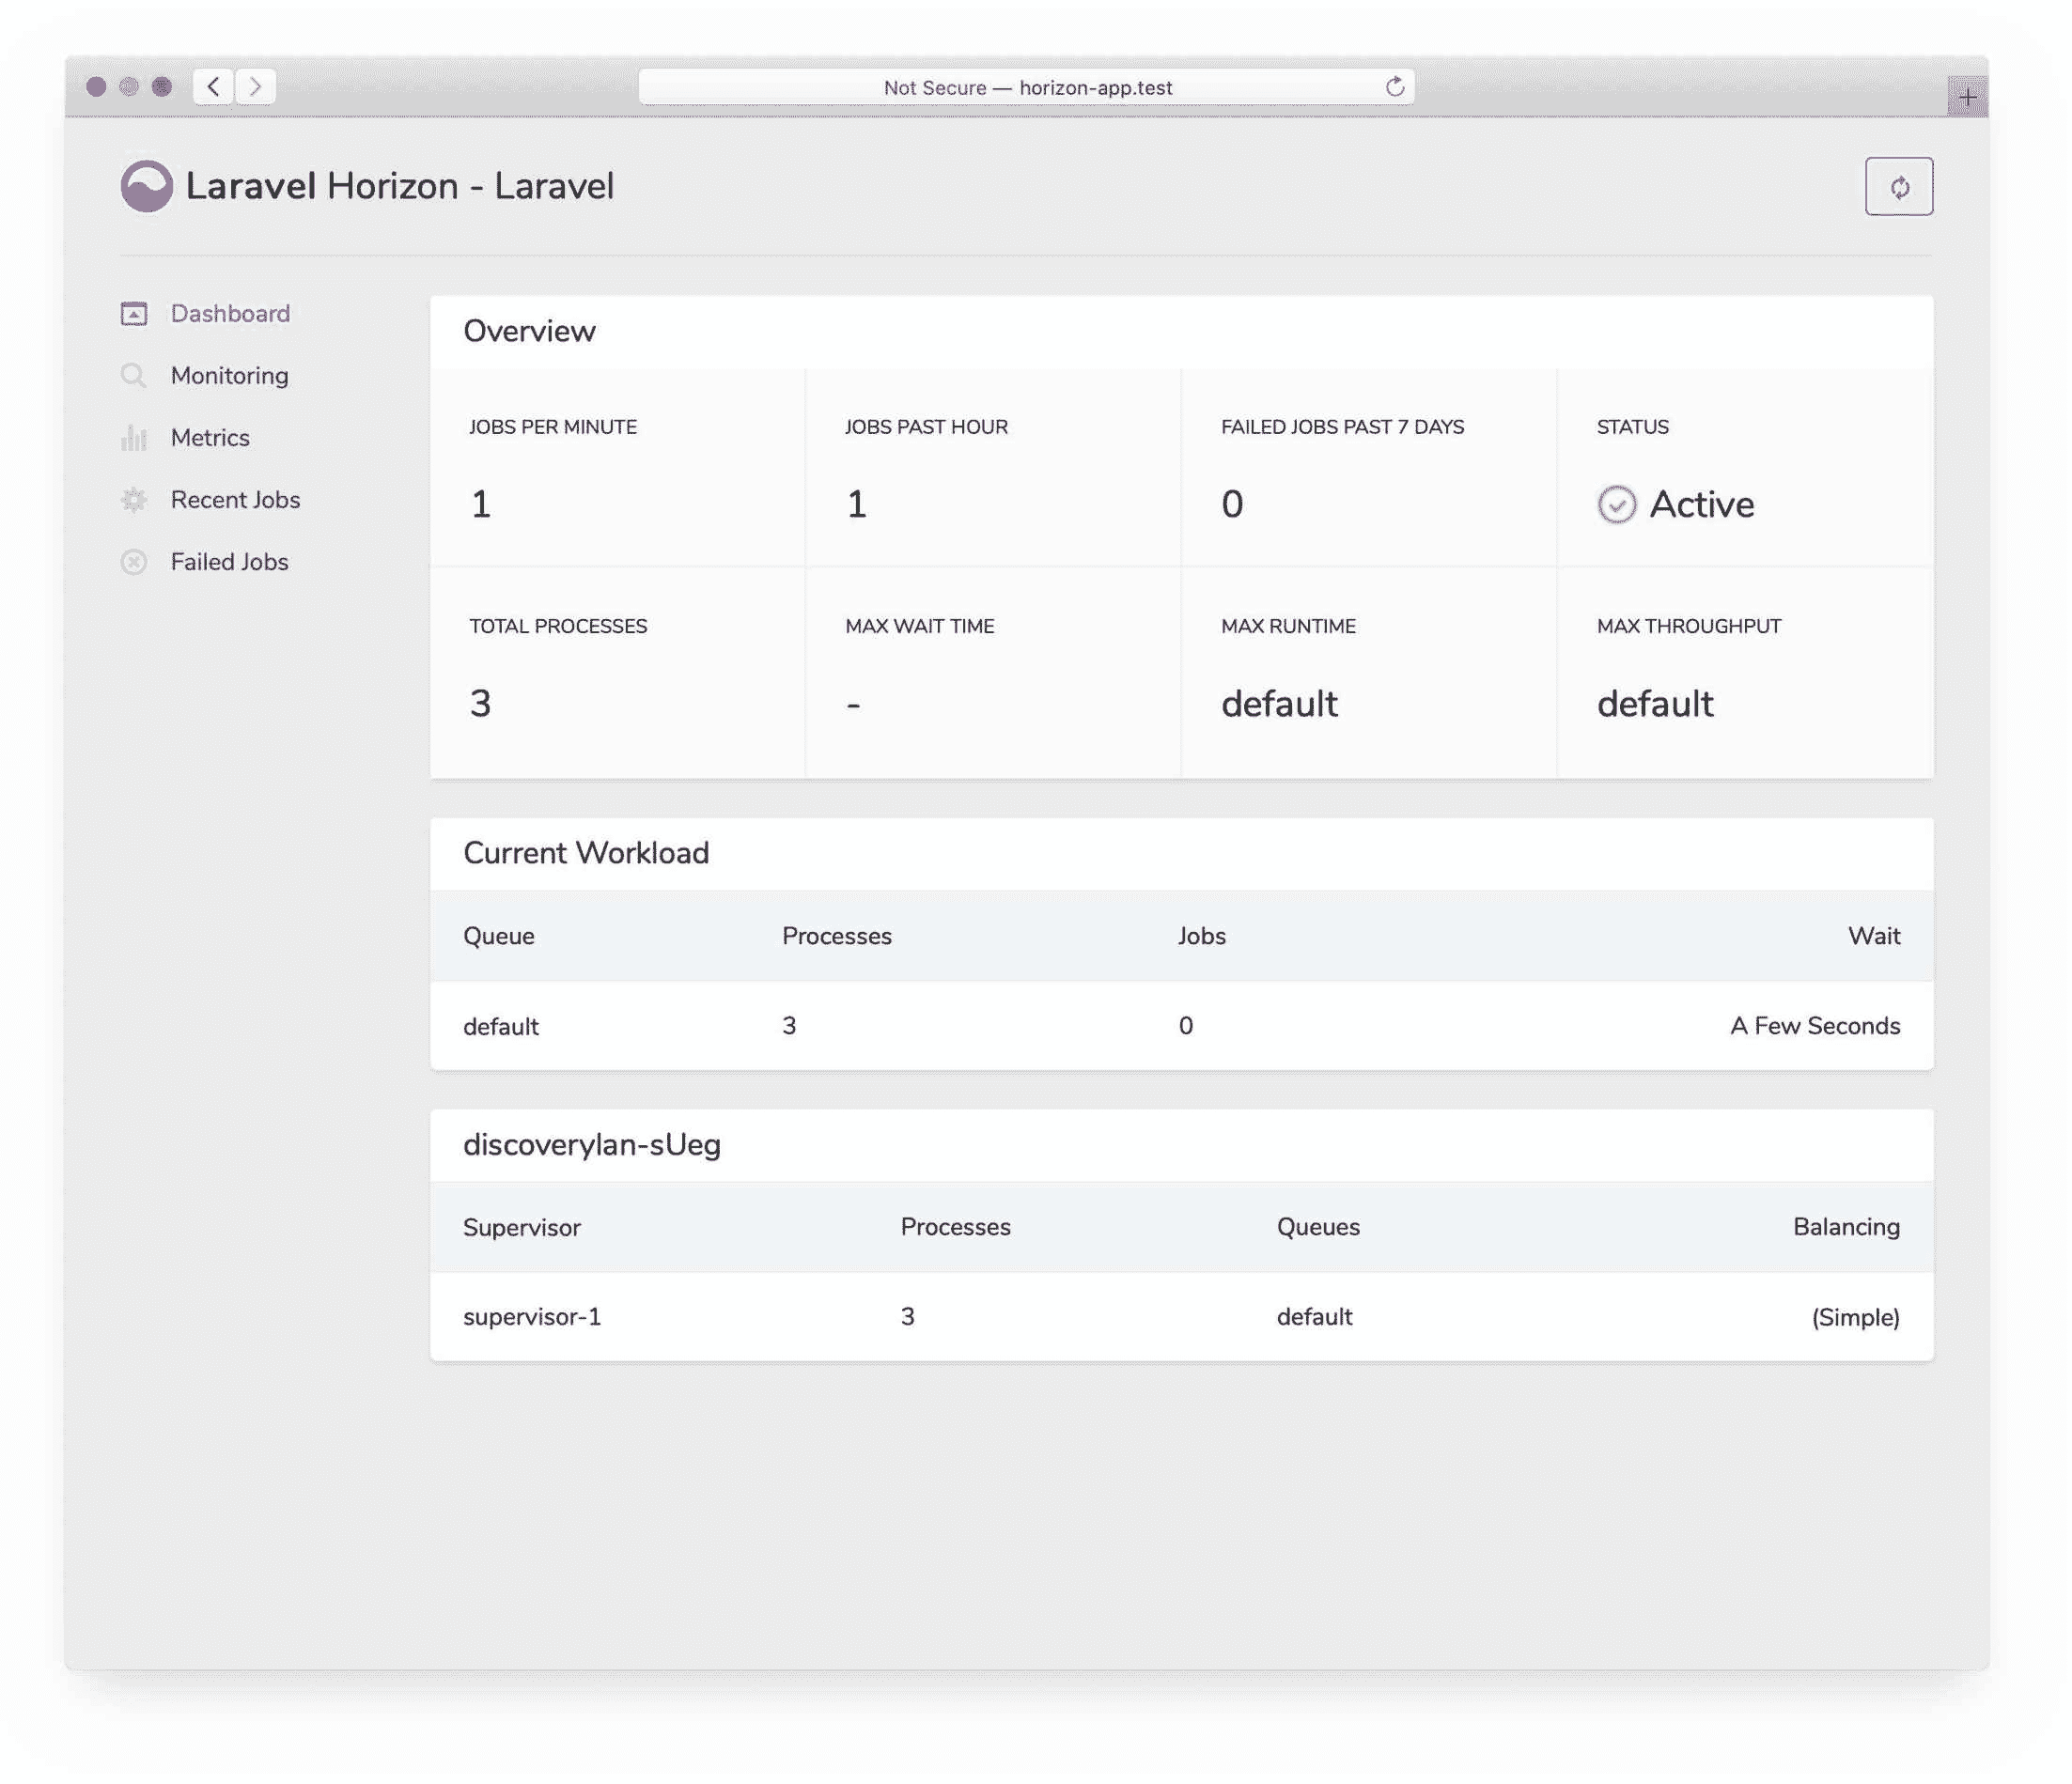 Not Secure — horizon-app.test
Laravel Horizon - Laravel
Dashboard
Monitoring
Metrics
Recent Jobs
Failed Jobs
Overview
JOBS PER MINUTE JOBS PAST HOUR FAILED JOBS PAST 7 DAYS STATUS
1 1 0 Active
TOTAL PROCESSES MAX WAIT TIME MAX RUNTIME MAX THROUGHPUT
3 - default default
Current Workload
Queue Processes Jobs Wait
default 3 0 A Few Seconds
discoverylan-sUeg
Supervisor Processes Queues Balancing
supervisor-1 3 default (Simple)